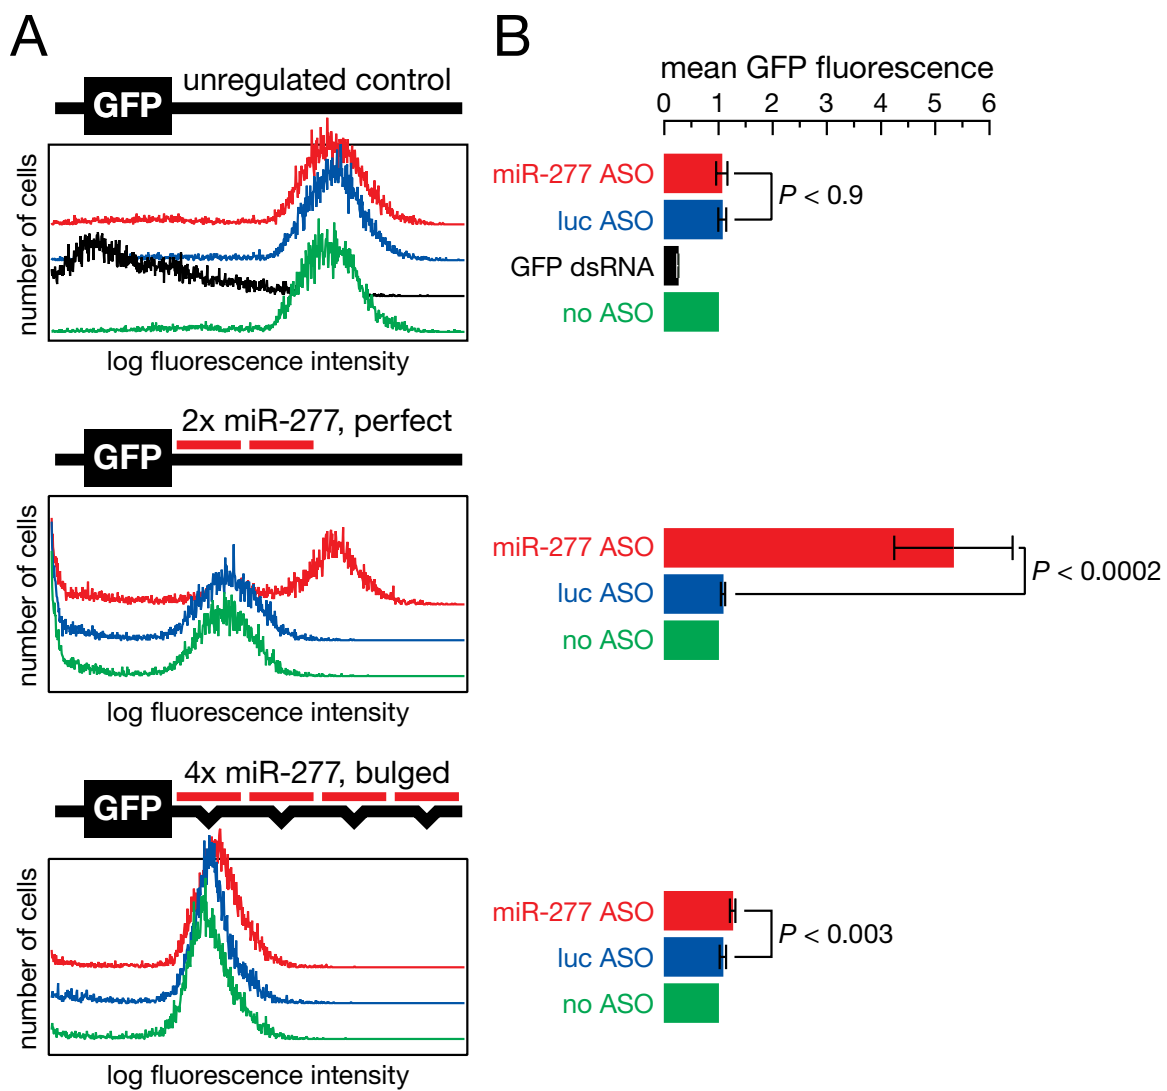 A
unregulated control
GFP
number of cells
log fluorescence intensity
2x miR-277, perfect
GFP
number of cells
log fluorescence intensity
4x miR-277, bulged
GFP
number of cells
log fluorescence intensity
B
mean GFP fluorescence
0 1 2 3 4 5 6
miR-277 ASO
luc ASO
GFP dsRNA
no ASO
P < 0.9
miR-277 ASO
luc ASO
no ASO
P < 0.0002
miR-277 ASO
luc ASO
no ASO
P < 0.003